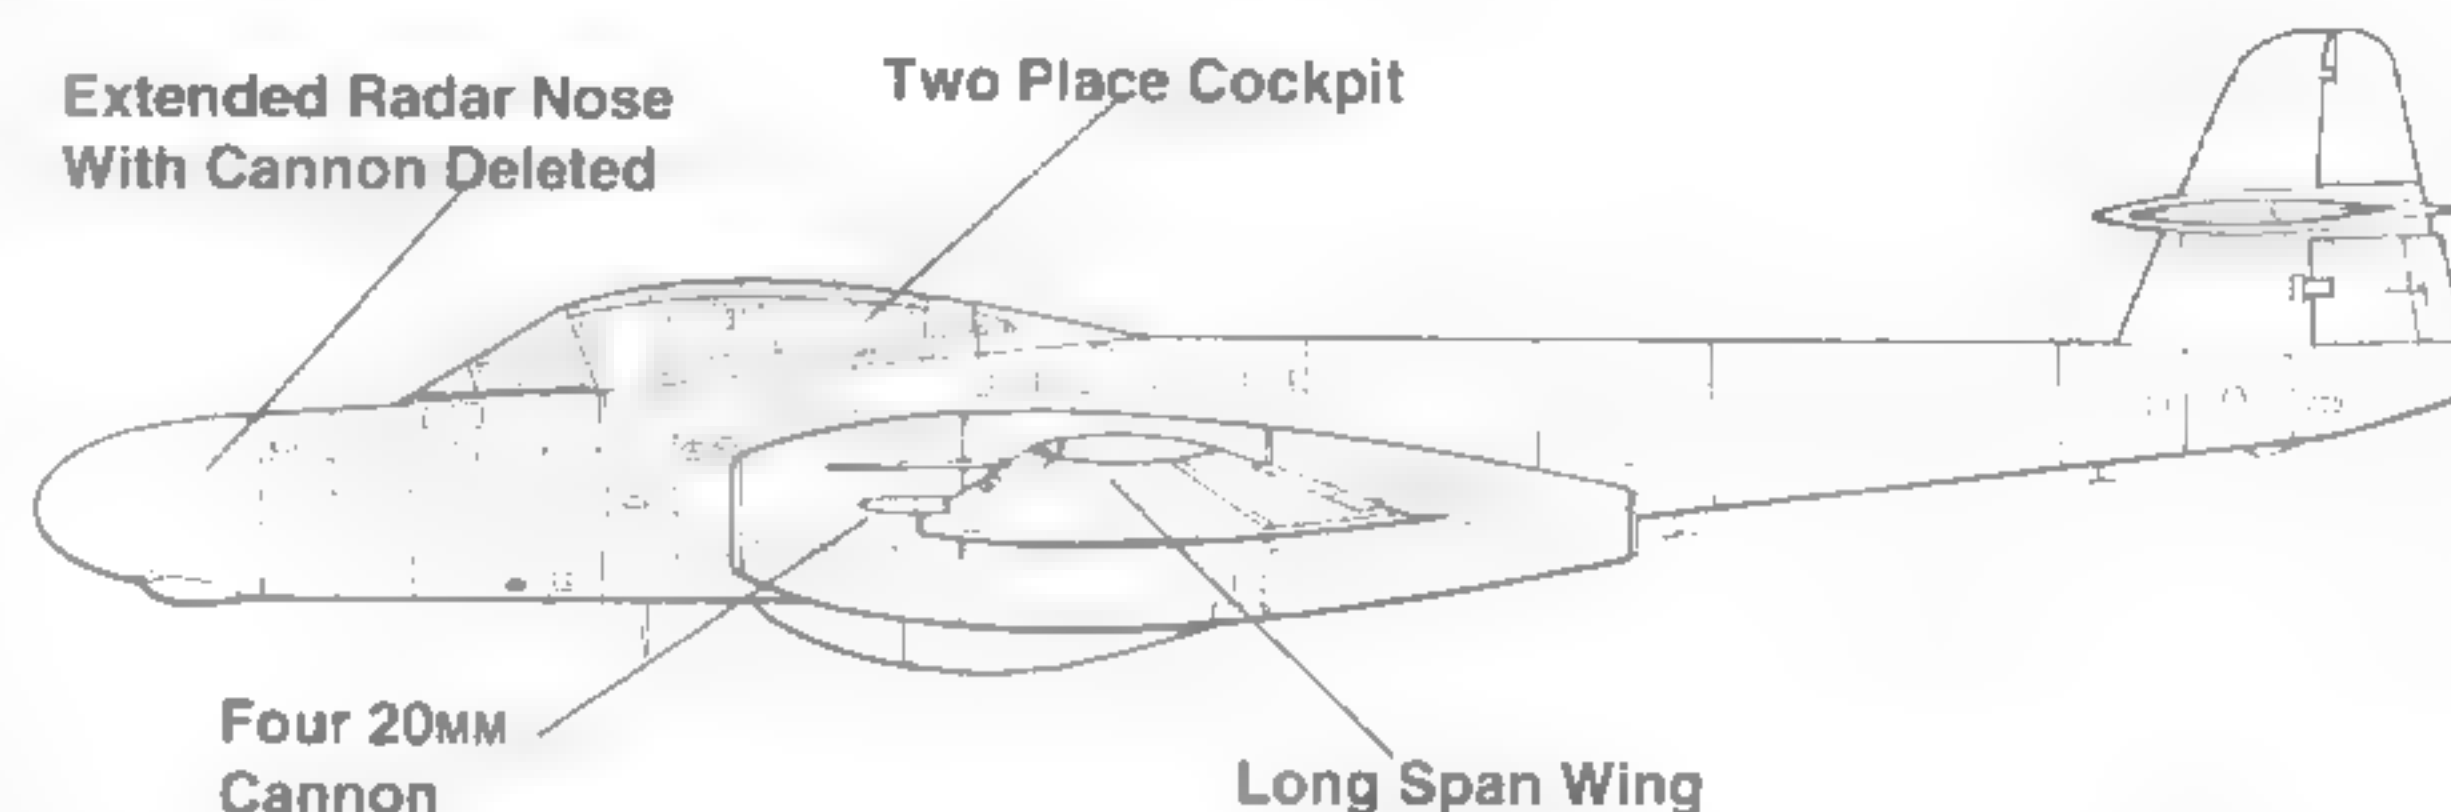 Extended Radar Nose
With Cannon Deleted
Two Place Cockpit
Four 20MM
Cannon
Long Span Wing